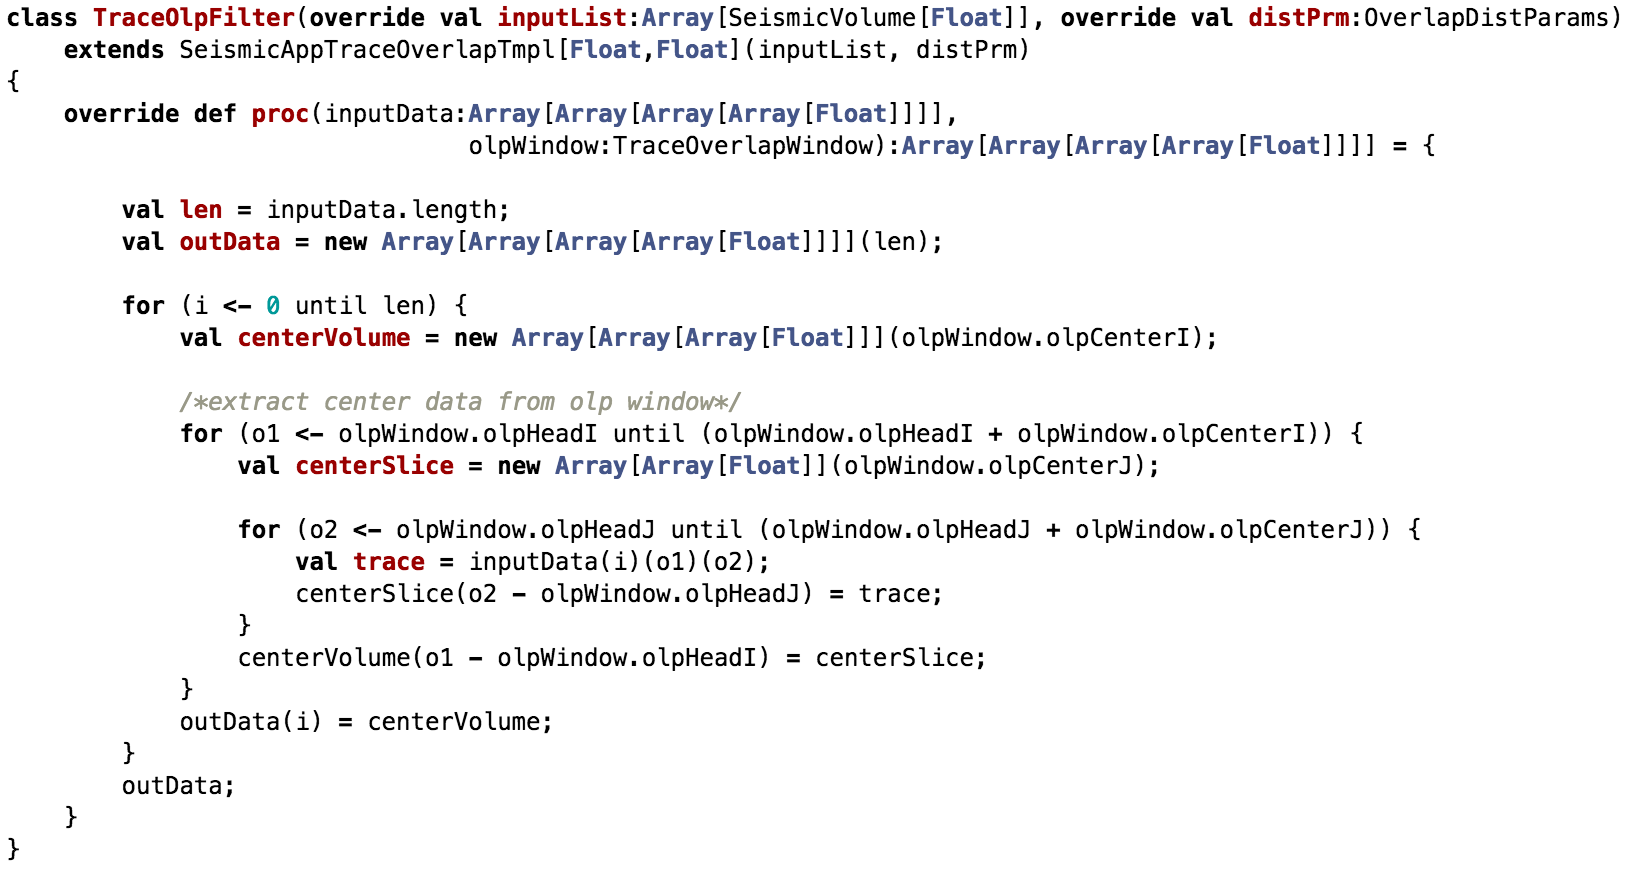 class TraceOlpFilter(override val inputList:Array[SeismicVolume[Float]], override val distPrm:OverlapDistParams)
    extends SeismicAppTraceOverlapTmpl[Float,Float](inputList, distPrm)
{
    override def proc(inputData:Array[Array[Array[Array[Float]]]],
                                olpWindow:TraceOverlapWindow):Array[Array[Array[Array[Float]]]] = {

        val len = inputData.length;
        val outData = new Array[Array[Array[Array[Float]]]](len);

        for (i <- 0 until len) {
            val centerVolume = new Array[Array[Array[Float]]](olpWindow.olpCenterI);

            /*extract center data from olp window*/
            for (o1 <- olpWindow.olpHeadI until (olpWindow.olpHeadI + olpWindow.olpCenterI)) {
                val centerSlice = new Array[Array[Float]](olpWindow.olpCenterJ);

                for (o2 <- olpWindow.olpHeadJ until (olpWindow.olpHeadJ + olpWindow.olpCenterJ)) {
                    val trace = inputData(i)(o1)(o2);
                    centerSlice(o2 - olpWindow.olpHeadJ) = trace;
                }
                centerVolume(o1 - olpWindow.olpHeadI) = centerSlice;
            }
            outData(i) = centerVolume;
        }
        outData;
    }
}